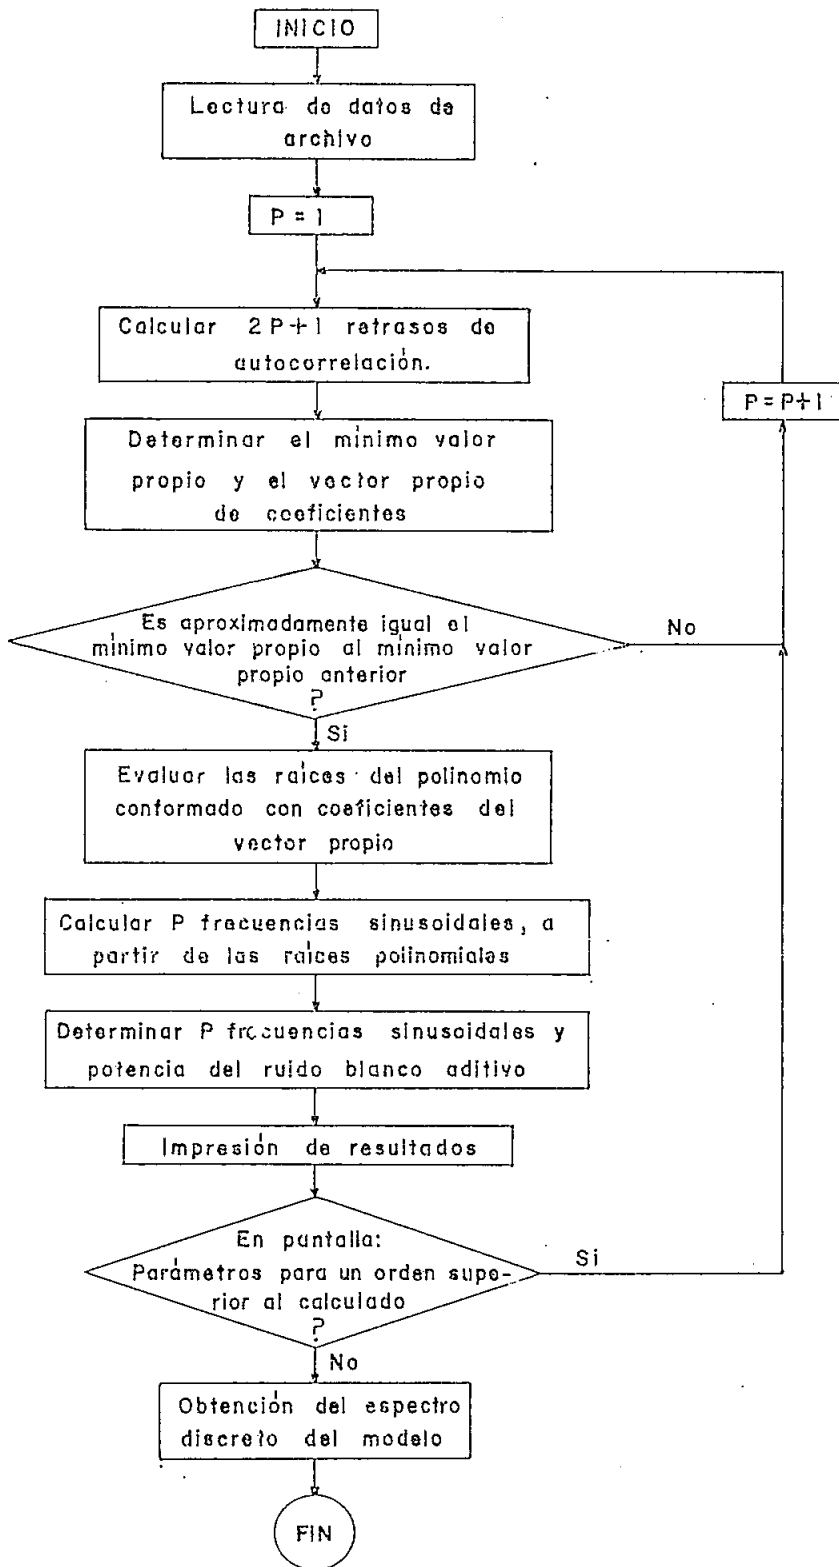 INICIO
Lectura de datos de
archivo
P = 1
Calcular 2P+1 retrasos de
autocorrelación.
P = P+1
Determinar el mínimo valor
propio y el vector propio
de coeficientes
Es aproximadamente igual el
mínimo valor propio al mínimo valor
propio anterior
?
No
Si
Evaluar las raíces del polinomio
conformado con coeficientes del
vector propio
Calcular P frecuencias sinusoidales, a
partir de las raíces polinomiales
Determinar P frecuencias sinusoidales y
potencia del ruido blanco aditivo
Impresión de resultados
En pantalla:
Parámetros para un orden supe-
rior al calculado
?
Si
No
Obtención del espectro
discreto del modelo
FIN